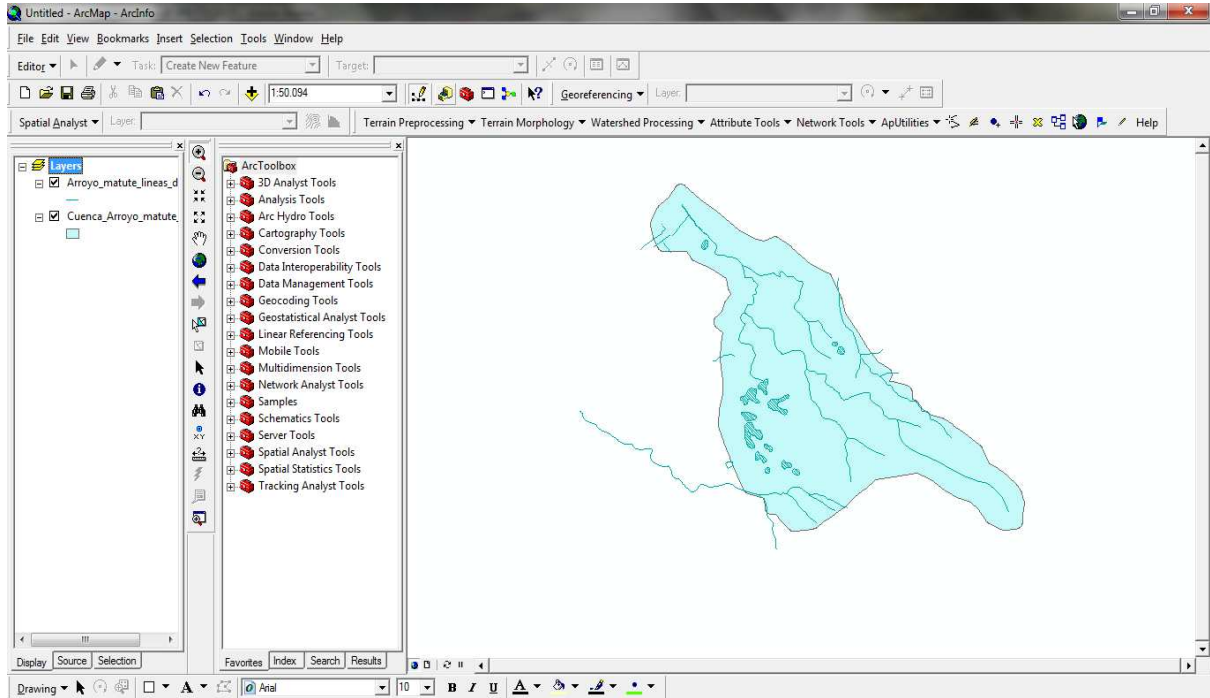 Untitled - ArcMap - ArcInfo
File Edit View Bookmarks Insert Selection Tools Window Help
Editor Task: Create New Feature Target:
1:50.094 Georeferencing Layer:
Spatial Analyst Layer: Terrain Preprocessing Terrain Morphology Watershed Processing Attribute Tools Network Tools ApUtilities Help
Layers
Arroyo_matute_lineas_d
Cuenca_Arroyo_matute_
ArcToolbox
3D Analyst Tools
Analysis Tools
Arc Hydro Tools
Cartography Tools
Conversion Tools
Data Interoperability Tools
Data Management Tools
Geocoding Tools
Geostatistical Analyst Tools
Linear Referencing Tools
Mobile Tools
Multidimension Tools
Network Analyst Tools
Samples
Schematics Tools
Server Tools
Spatial Analyst Tools
Spatial Statistics Tools
Tracking Analyst Tools
XY
Display Source Selection
Favorites Index Search Results
Drawing A Arial 10 B I U A